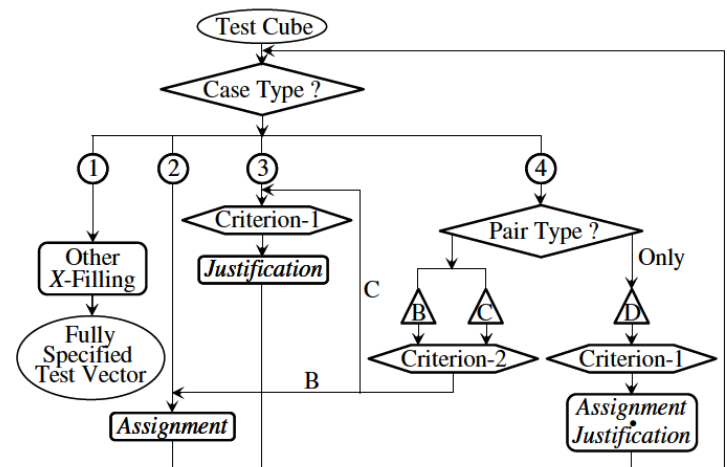 Test Cube
Case Type ?
1
2
3
4
Criterion-1
Pair Type ?
Other
X-Filling
Justification
Only
C
B
C
D
Fully
Specified
Test Vector
Criterion-2
Criterion-1
B
Assignment
Assignment
•
Justification